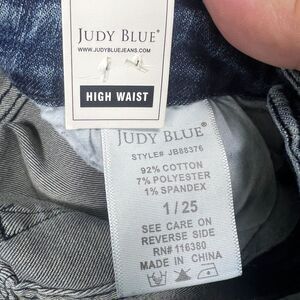 JUDY BLUE®
WWW.JUDYBLUEJEANS.COM
HIGH WAIST
JUDY BLUE®
STYLE# JB88376
92% COTTON
7% POLYESTER
1% SPANDEX
1 / 25
SEE CARE ON
REVERSE SIDE
RN# 116380
MADE IN CHINA